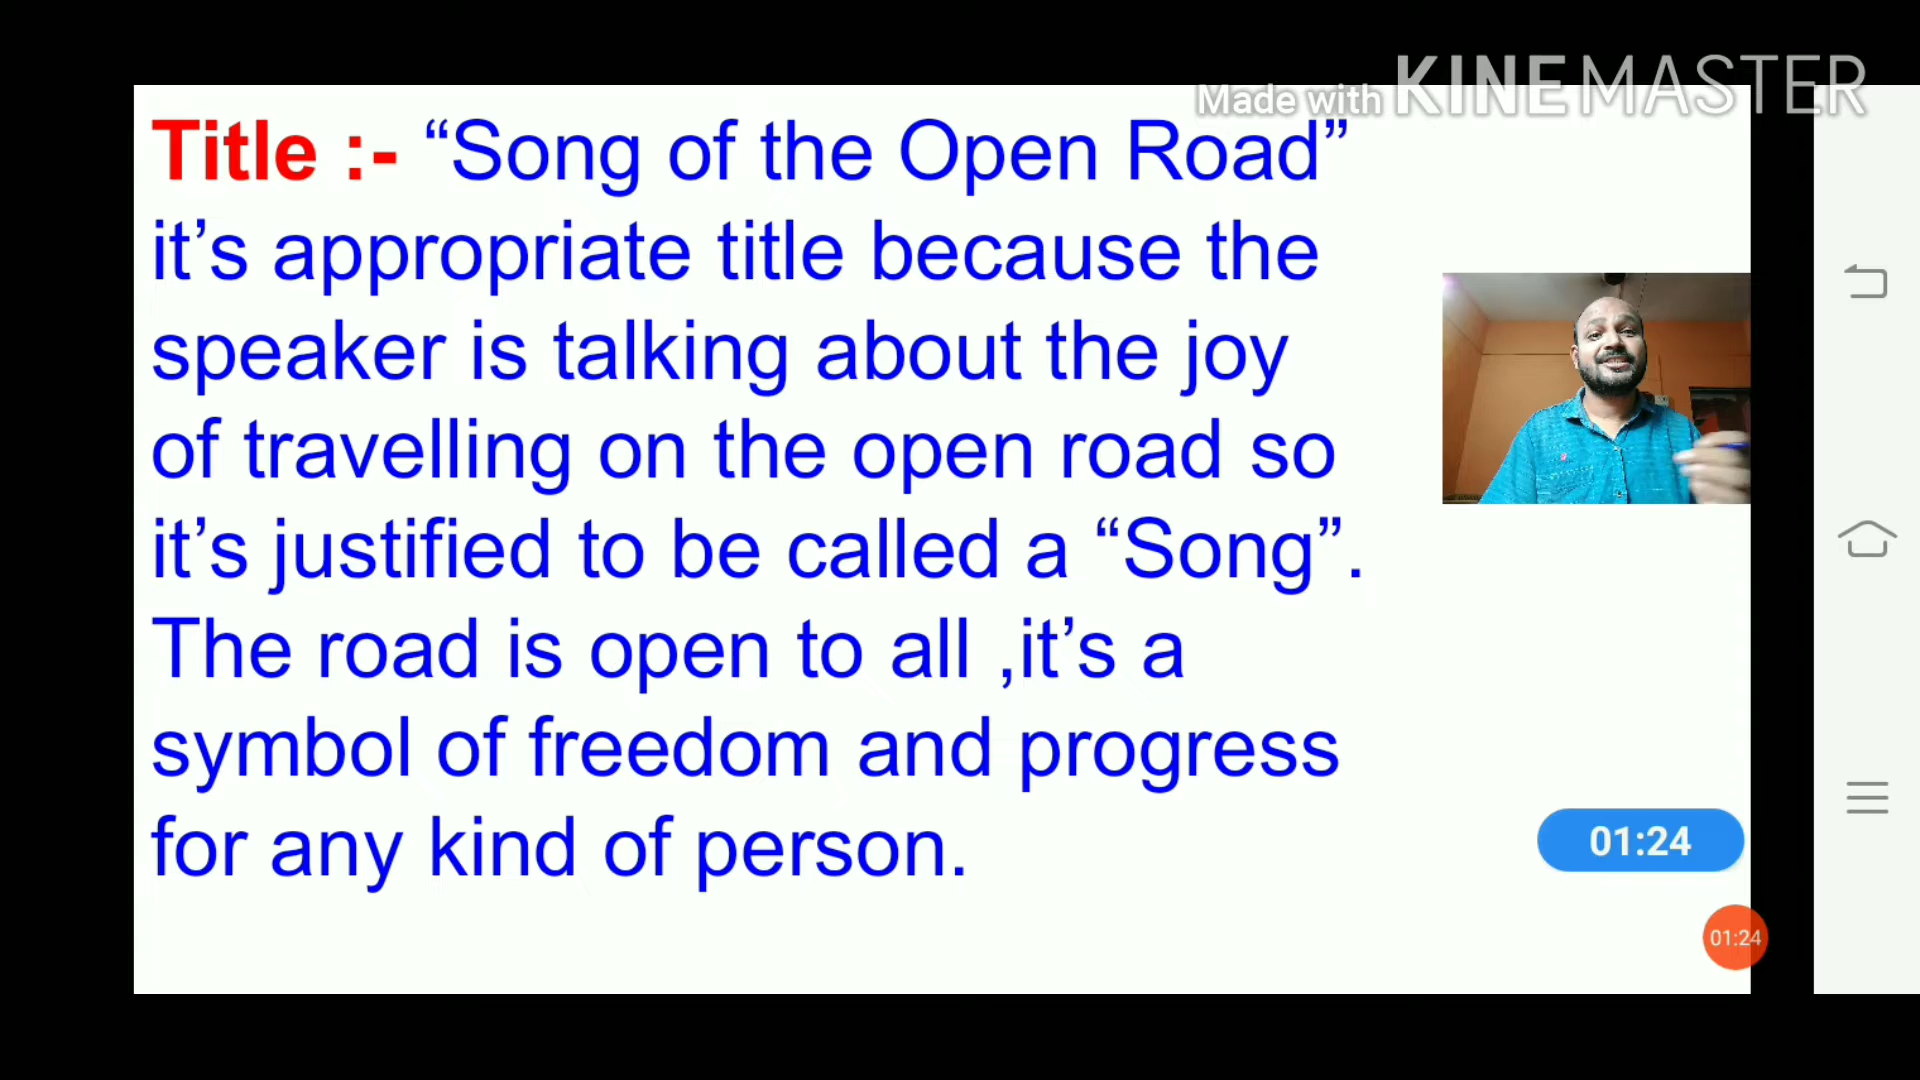 Made with KINEMASTER
Title :- “Song of the Open Road”
it’s appropriate title because the
speaker is talking about the joy
of travelling on the open road so
it’s justified to be called a “Song”.
The road is open to all ,it’s a
symbol of freedom and progress
for any kind of person.
01:24
01:24